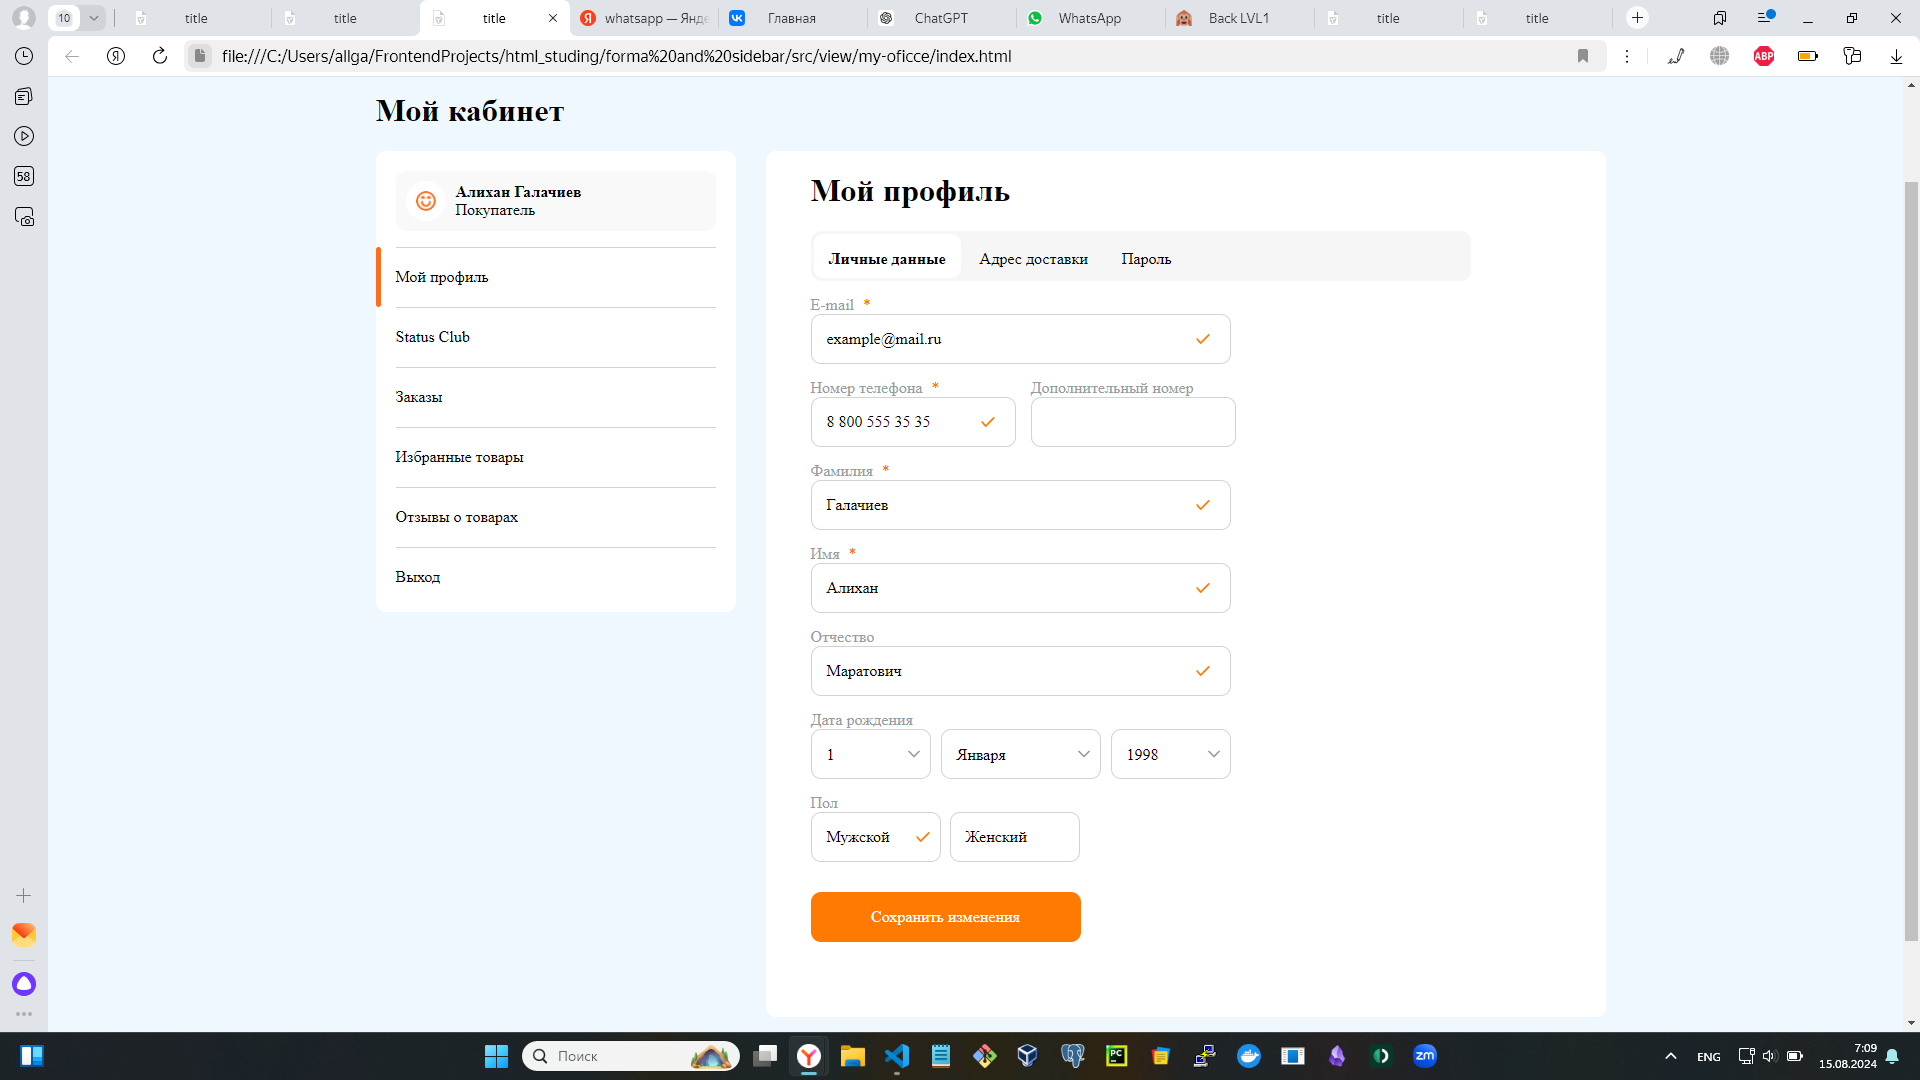 10
title
title
title
whatsapp — Янде
Главная
ChatGPT
WhatsApp
Back LVL1
title
title
file:///C:/Users/allga/FrontendProjects/html_studing/forma%20and%20sidebar/src/view/my-oficce/index.html
ABP
58
Мой кабинет
Алихан Галачиев
Покупатель
Мой профиль
Status Club
Заказы
Избранные товары
Отзывы о товарах
Выход
Мой профиль
Личные данные Адрес доставки Пароль
E-mail *
example@mail.ru
Номер телефона * Дополнительный номер
8 800 555 35 35
Фамилия *
Галачиев
Имя *
Алихан
Отчество
Маратович
Дата рождения
1 Января 1998
Пол
Мужской Женский
Сохранить изменения
Поиск
PC
zm
ENG
7:09
15.08.2024